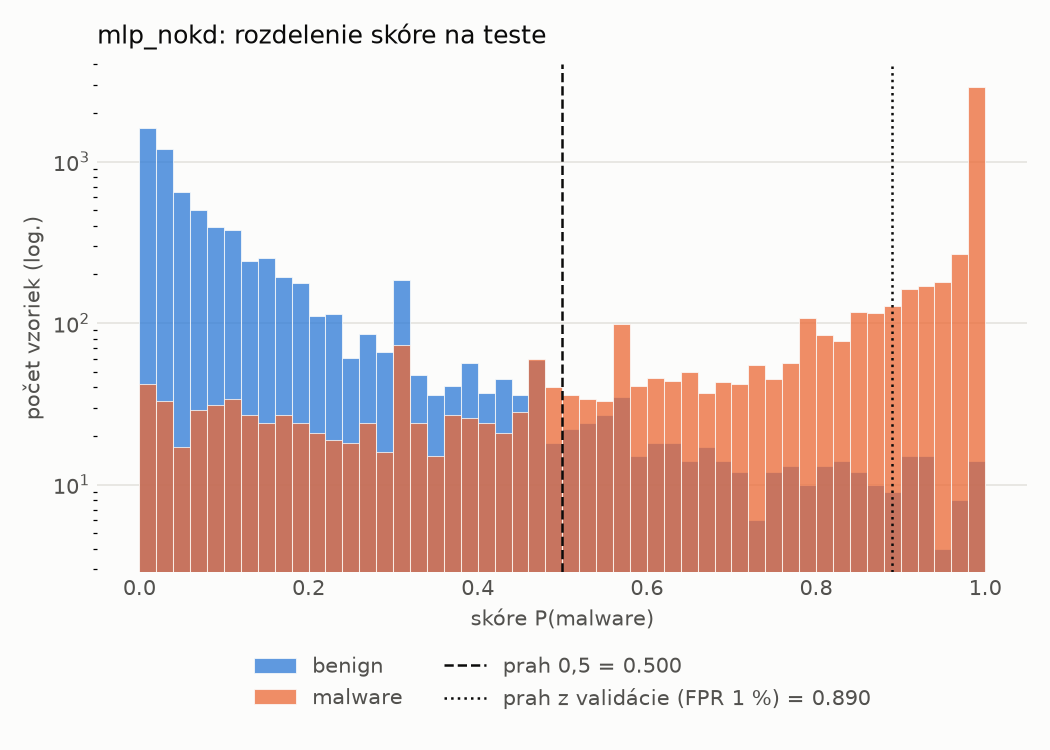 mlp_nokd: rozdelenie skóre na teste
počet vzoriek (log.)
10³
10²
10¹
0.0 0.2 0.4 0.6 0.8 1.0
skóre P(malware)
benign
malware
prah 0,5 = 0.500
prah z validácie (FPR 1 %) = 0.890